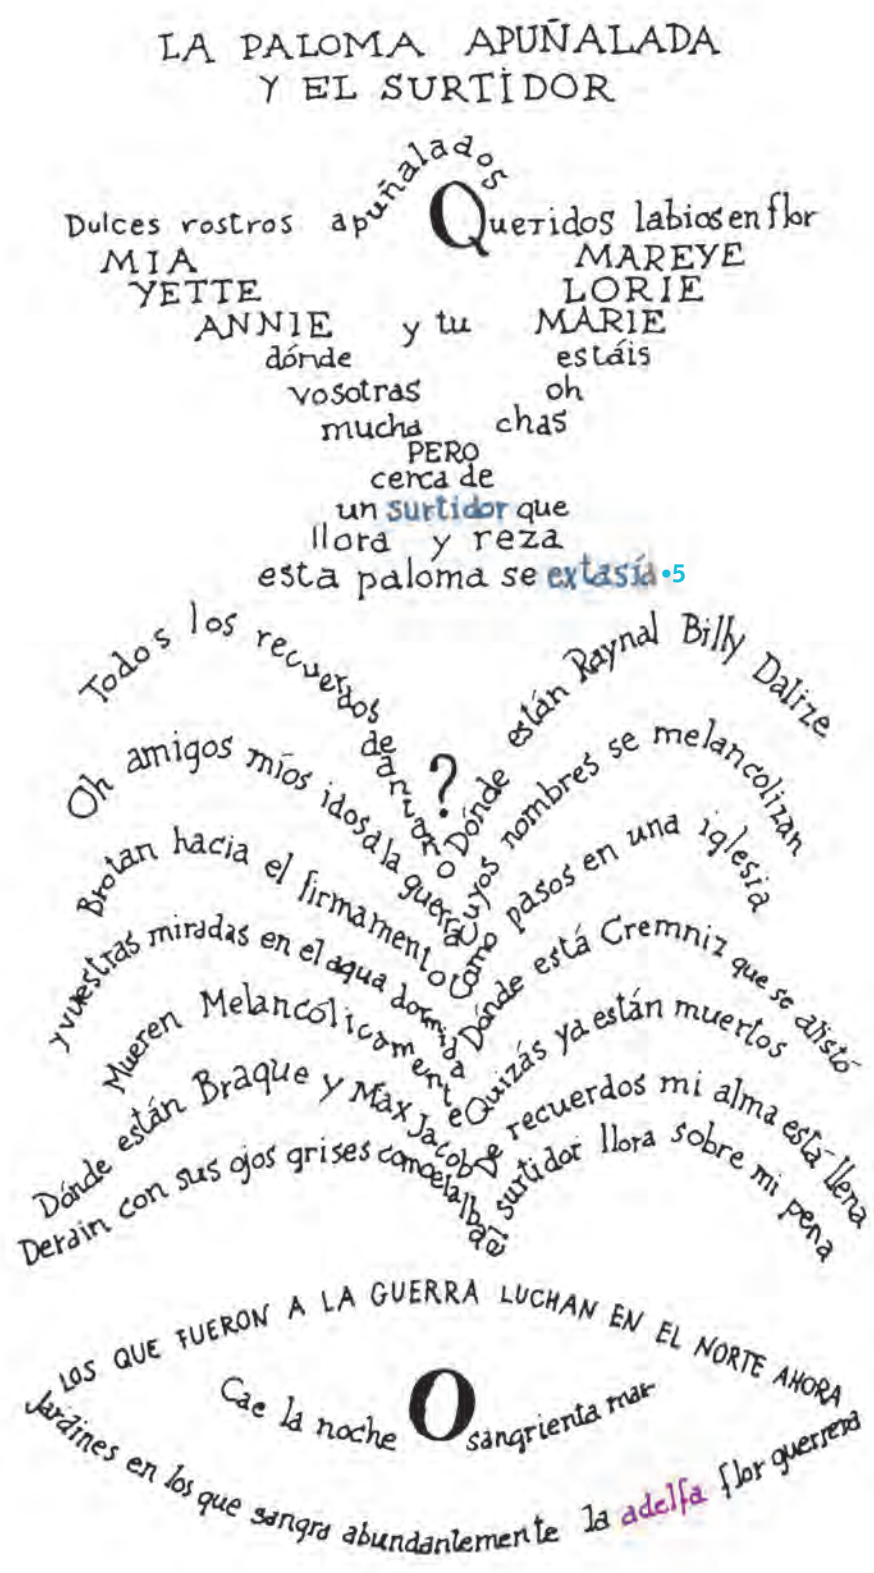 LA PALOMA APUÑALADA
Y EL SURTIDOR
Dulces rostros apuñalados Queridos labios en flor
MIA MAREYE
YETTE LORIE
ANNIE y tu MARIE
dónde estáis
vosotras oh
mucha chas
PERO
cerca de
un surtidor que
llora y reza
esta paloma se extasía •5
Todos los recuerdos de antaño
?
Dónde están Raynal Billy Dalize
Oh amigos míos idos a la guerra
Cuyos nombres se melancolizan
Brotan hacia el firmamento
Como pasos en una iglesia
y vuestras miradas en el agua dormida
Dónde está Cremniz que se alistó
Mueren Melancólicamente
Quizás ya están muertos
Dónde están Braque y Max Jacob
De recuerdos mi alma está llena
Derain con sus ojos grises como el alba
el surtidor llora sobre mi pena
LOS QUE FUERON A LA GUERRA LUCHAN EN EL NORTE AHORA
Cae la noche O sangrienta mar
Jardines en los que sangra abundantemente la adelfa flor guerrera